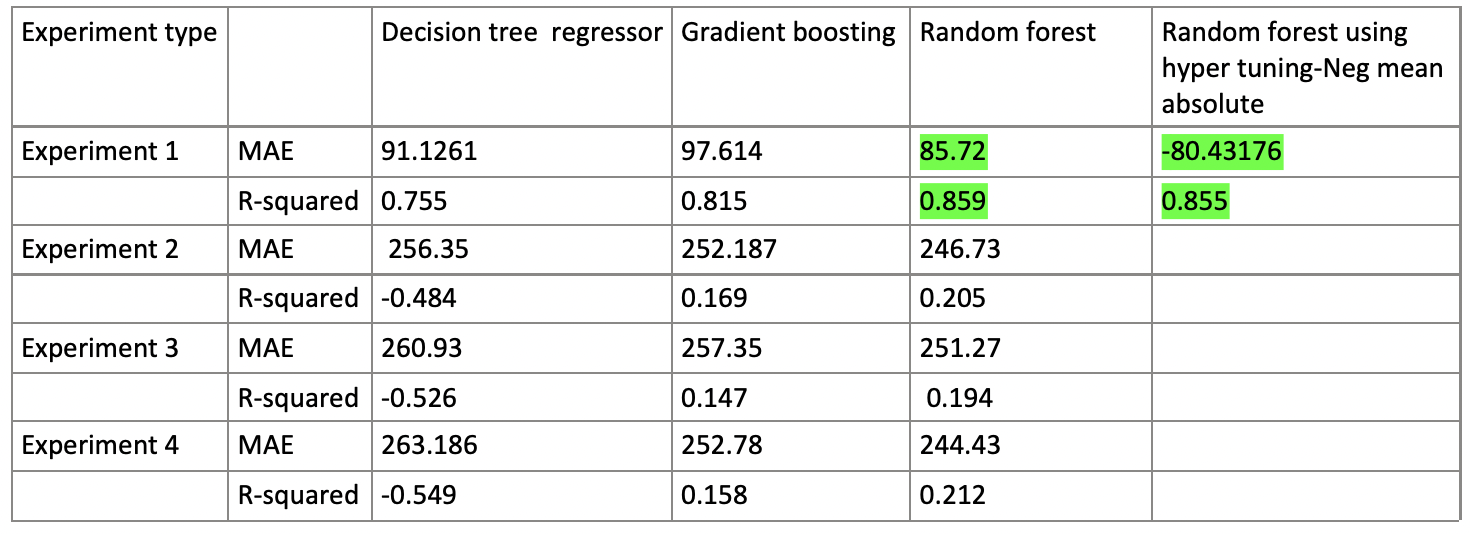 Experiment type Decision tree  regressor Gradient boosting Random forest Random forest using
hyper tuning-Neg mean
absolute
Experiment 1 MAE 91.1261 97.614 85.72 -80.43176
R-squared 0.755 0.815 0.859 0.855
Experiment 2 MAE 256.35 252.187 246.73
R-squared -0.484 0.169 0.205
Experiment 3 MAE 260.93 257.35 251.27
R-squared -0.526 0.147 0.194
Experiment 4 MAE 263.186 252.78 244.43
R-squared -0.549 0.158 0.212